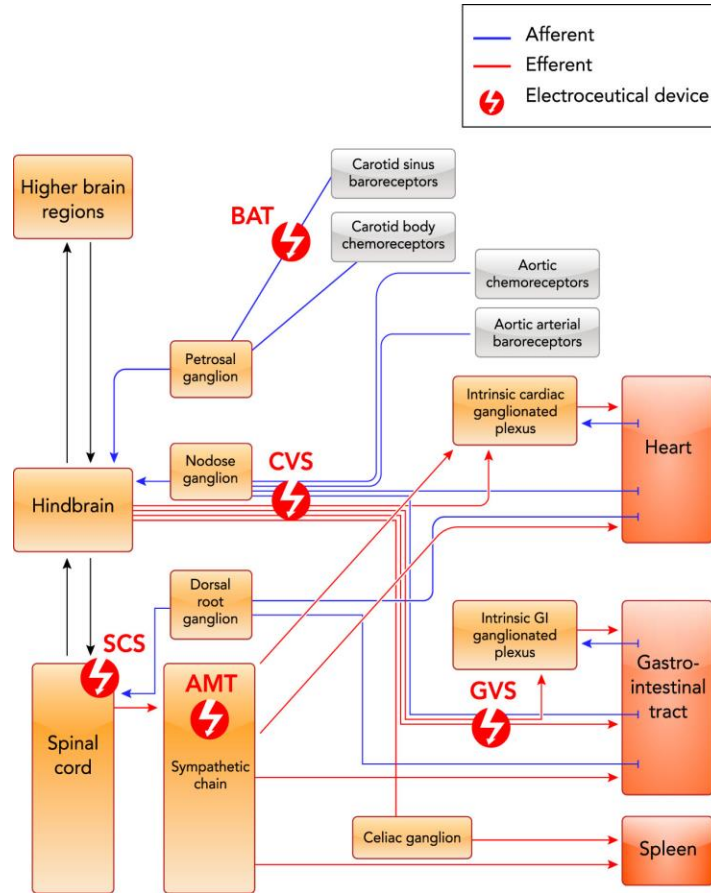 Afferent
Efferent
Electroceutical device
Higher brain
regions
Carotid sinus
baroreceptors
BAT
Carotid body
chemoreceptors
Aortic
chemoreceptors
Aortic arterial
baroreceptors
Petrosal
ganglion
Intrinsic cardiac
ganglionated
plexus
Heart
Nodose
ganglion
CVS
Hindbrain
Dorsal
root
ganglion
Intrinsic GI
ganglionated
plexus
SCS
AMT
GVS
Gastro-
intestinal
tract
Spinal
cord
Sympathetic
chain
Celiac ganglion
Spleen